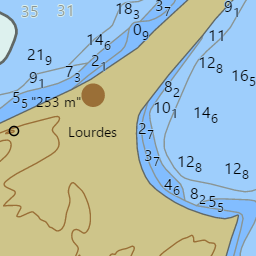 35 31
18₃ 3₇ 9₁
14₆ 0₉ 11
21₉ 12₈
9₁ 7₃ 2₁ 16₅
8₂
5₅ "253 m" 10₁ 14₆
Lourdes 2₇
3₇ 12₈ 12₈
4₆ 8₂ 5₅